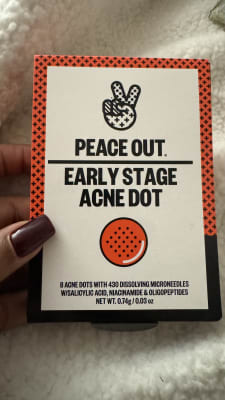 PEACE OUT.
EARLY STAGE
ACNE DOT
8 ACNE DOTS WITH 430 DISSOLVING MICRONEEDLES
W/SALICYLIC ACID, NIACINAMIDE & OLIGOPEPTIDES
NET WT. 0.74g / 0.03 oz